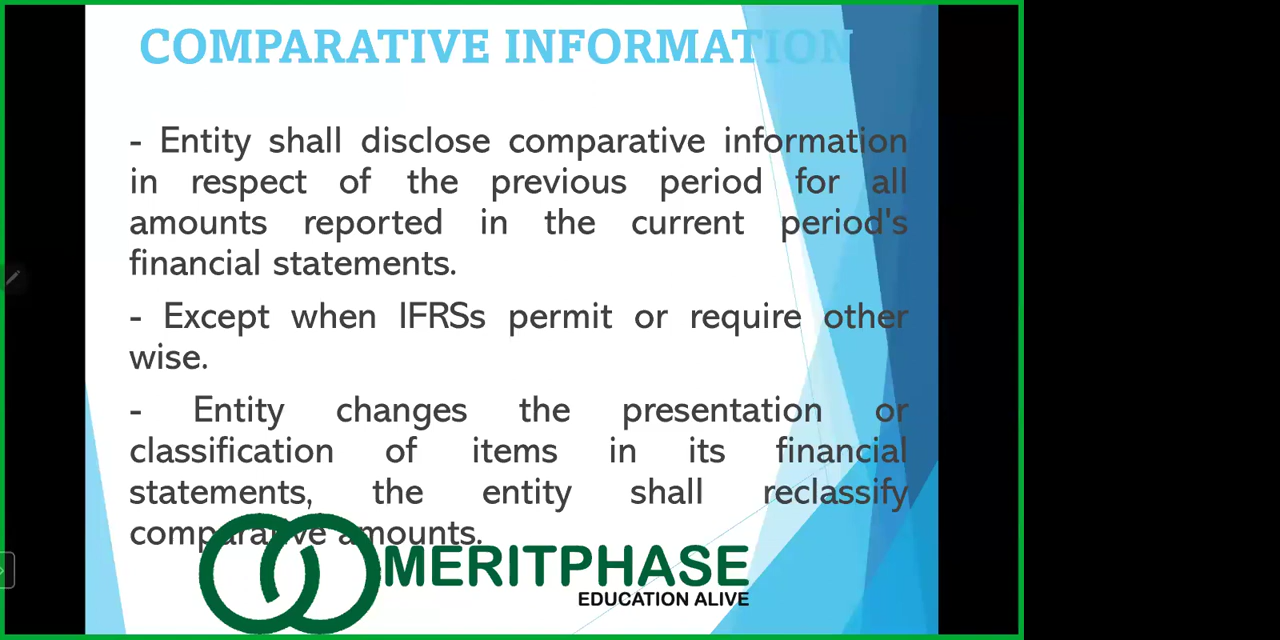 COMPARATIVE INFORMATION
- Entity shall disclose comparative information
in respect of the previous period for all
amounts reported in the current period's
financial statements.
- Except when IFRSs permit or require other
wise.
- Entity changes the presentation or
classification of items in its financial
statements, the entity shall reclassify
comparative amounts.
MERITPHASE
EDUCATION ALIVE